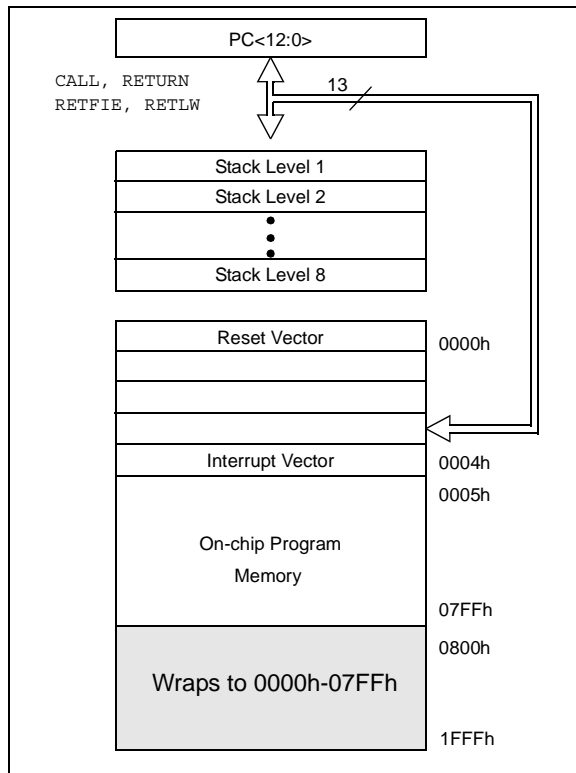 PC<12:0>
CALL, RETURN
RETFIE, RETLW
13
Stack Level 1
Stack Level 2
Stack Level 8
Reset Vector
0000h
Interrupt Vector
0004h
0005h
On-chip Program
Memory
07FFh
0800h
Wraps to 0000h-07FFh
1FFFh